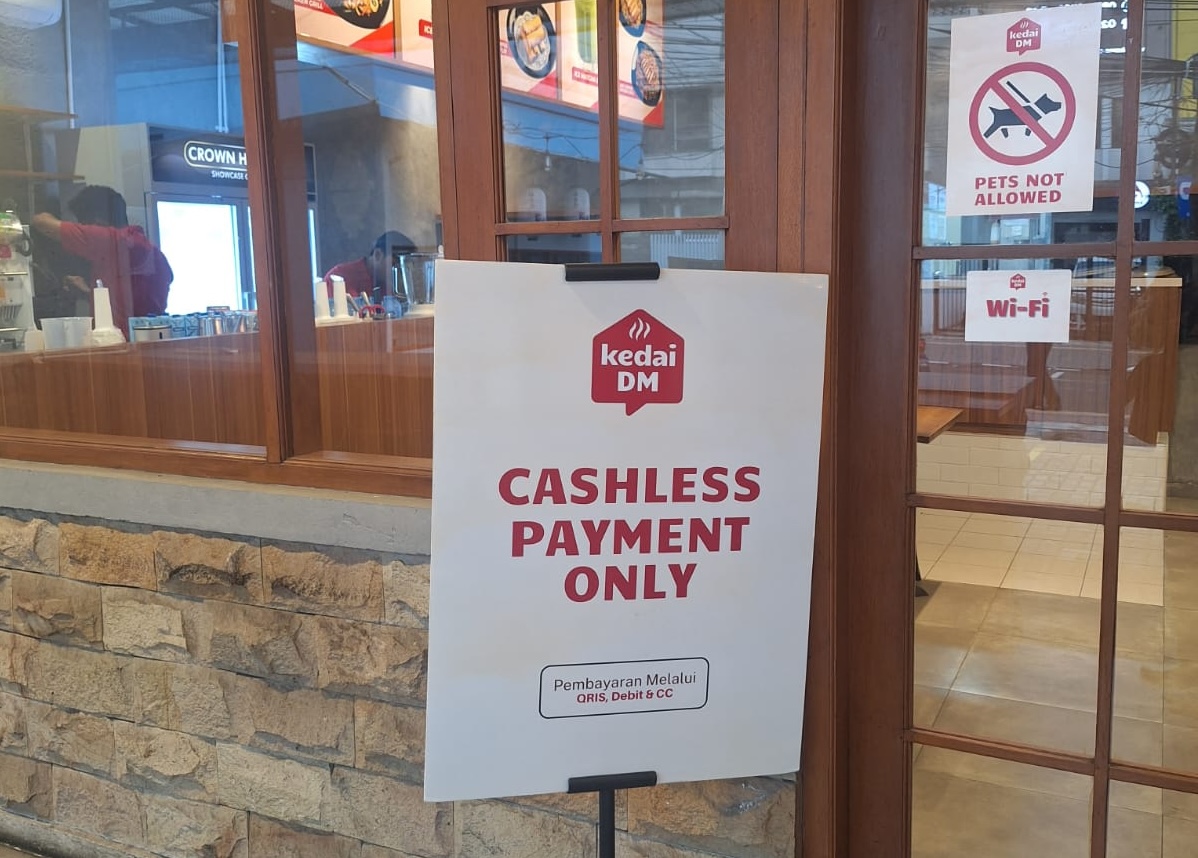 CROWN H
SHOWCASE
kedai
DM
PETS NOT
ALLOWED
kedai
DM
Wi-Fi
kedai
DM
CASHLESS
PAYMENT
ONLY
Pembayaran Melalui
QRIS, Debit & CC